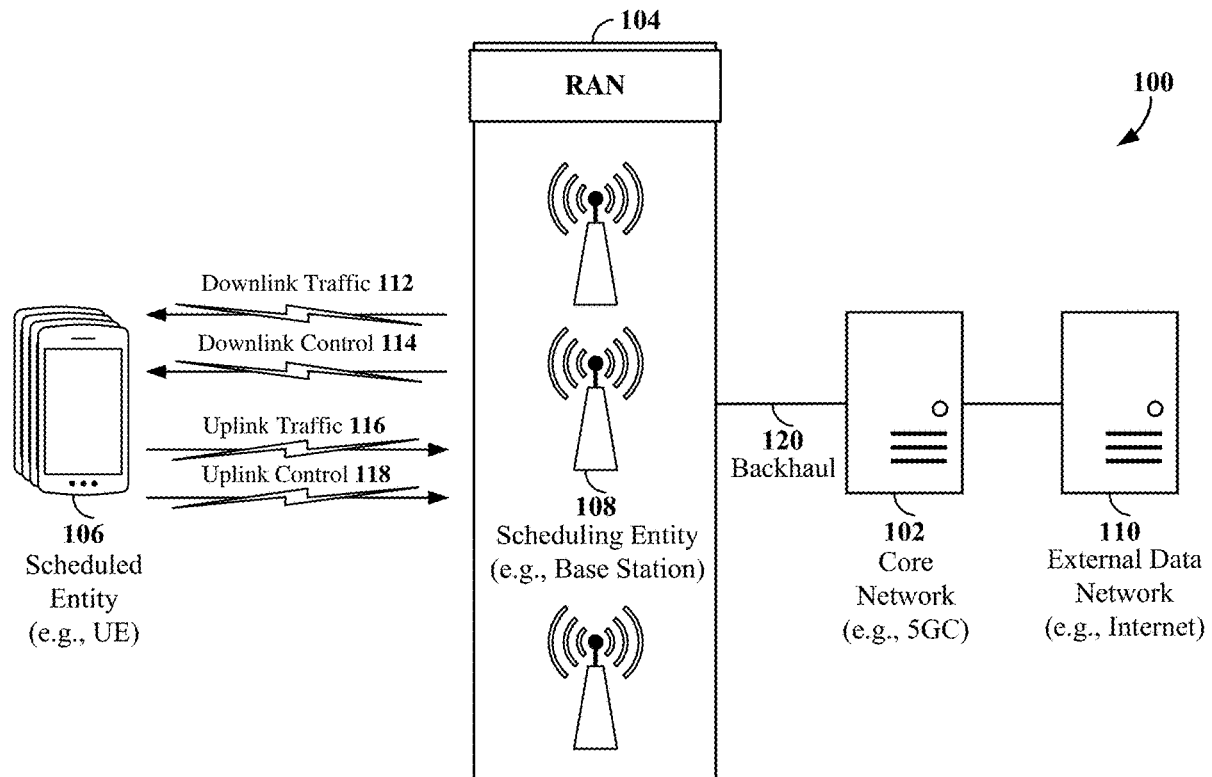 104
RAN
100
Downlink Traffic 112
Downlink Control 114
Uplink Traffic 116
Uplink Control 118
106
Scheduled
Entity
(e.g., UE)
108
Scheduling Entity
(e.g., Base Station)
120
Backhaul
102
Core
Network
(e.g., 5GC)
110
External Data
Network
(e.g., Internet)